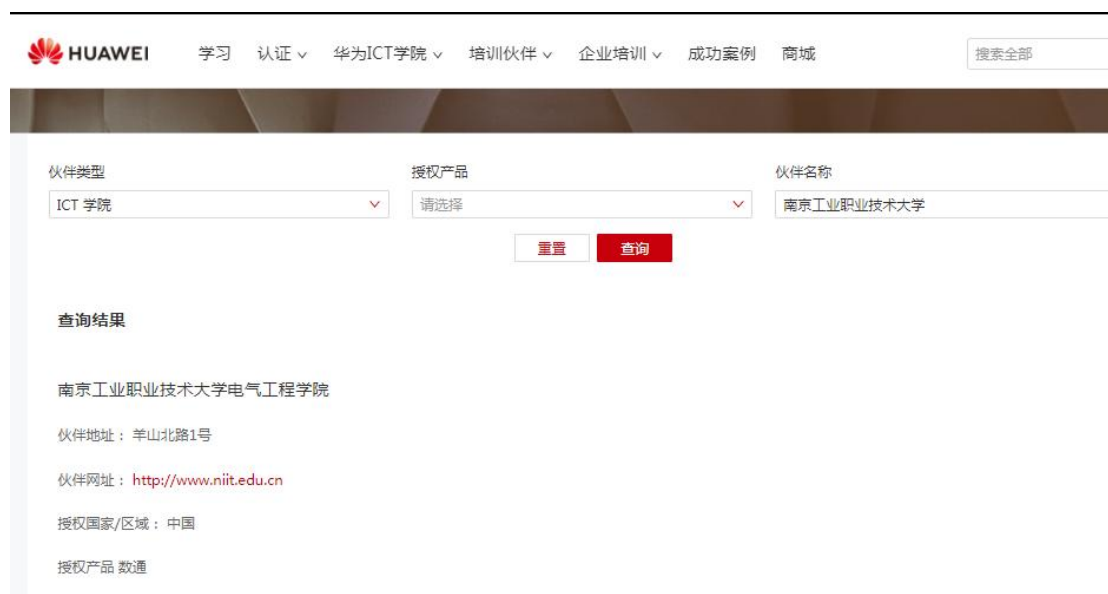 HUAWEI 学习 认证 华为ICT学院 培训伙伴 企业培训 成功案例 商城 搜索全部
伙伴类型 授权产品 伙伴名称
ICT 学院 请选择 南京工业职业技术大学
重置 查询
查询结果
南京工业职业技术大学电气工程学院
伙伴地址： 羊山北路1号
伙伴网址： http://www.niit.edu.cn
授权国家/区域： 中国
授权产品 数通